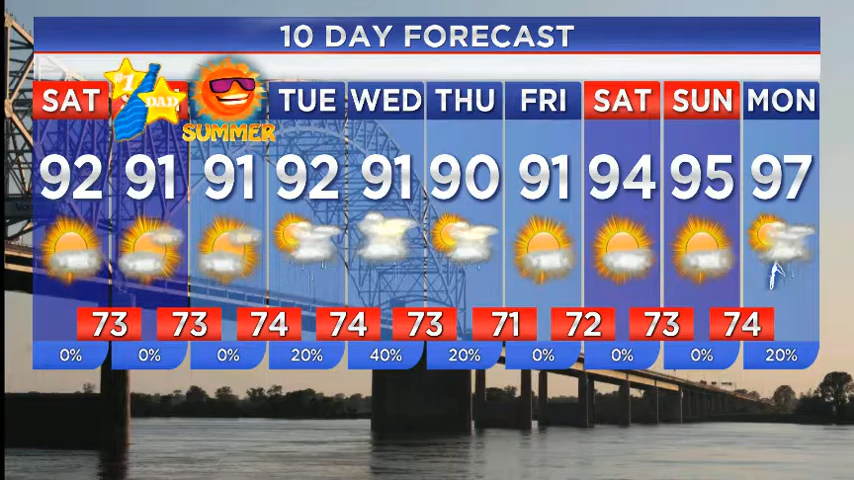 10 DAY FORECAST
SAT #1 DAD SUMMER TUE WED THU FRI SAT SUN MON
92 91 91 92 91 90 91 94 95 97
73 73 74 74 73 71 72 73 74
0% 0% 0% 20% 40% 20% 0% 0% 0% 20%